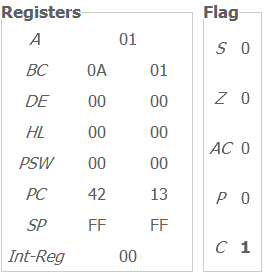 Registers
A 01
BC 0A 01
DE 00 00
HL 00 00
PSW 00 00
PC 42 13
SP FF FF
Int-Reg 00
Flag
S 0
Z 0
AC 0
P 0
C 1